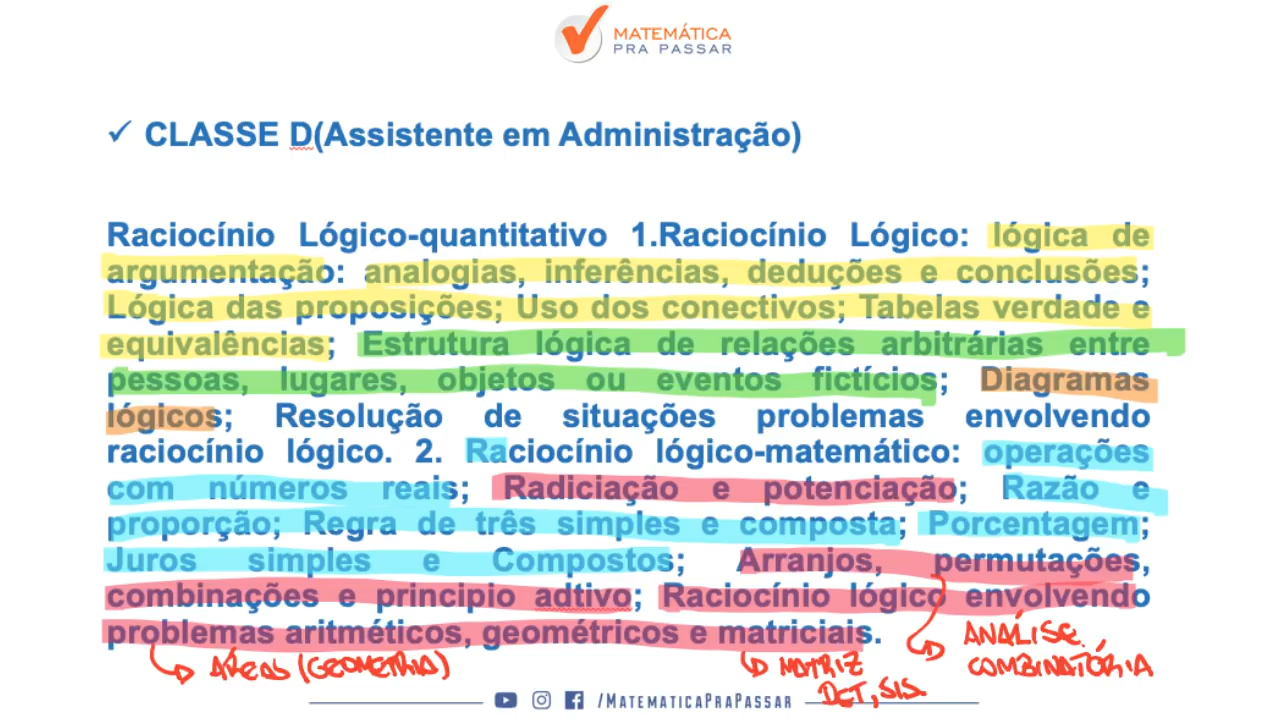 MATEMÁTICA
PRA PASSAR
✓ CLASSE D(Assistente em Administração)
Raciocínio Lógico-quantitativo 1.Raciocínio Lógico: lógica de
argumentação: analogias, inferências, deduções e conclusões;
Lógica das proposições; Uso dos conectivos; Tabelas verdade e
equivalências; Estrutura lógica de relações arbitrárias entre
pessoas, lugares, objetos ou eventos fictícios; Diagramas
lógicos; Resolução de situações problemas envolvendo
raciocínio lógico. 2. Raciocínio lógico-matemático: operações
com números reais; Radiciação e potenciação; Razão e
proporção; Regra de três simples e composta; Porcentagem;
Juros simples e Compostos; Arranjos, permutações,
combinações e principio adtivo; Raciocínio lógico envolvendo
problemas aritméticos, geométricos e matriciais.
ÁREAS (GEOMETRIA)
MATRIZ
DET, SIS.
ANÁLISE
COMBINATÓRIA
/MATEMATICAPRAPASSAR